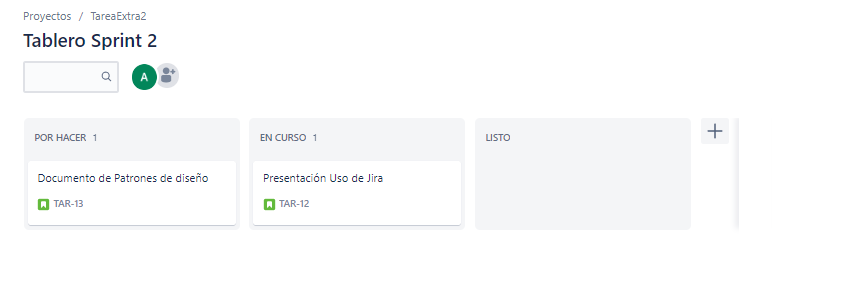 Proyectos / TareaExtra2
Tablero Sprint 2
A
POR HACER 1
EN CURSO 1
LISTO
Documento de Patrones de diseño
TAR-13
Presentación Uso de Jira
TAR-12